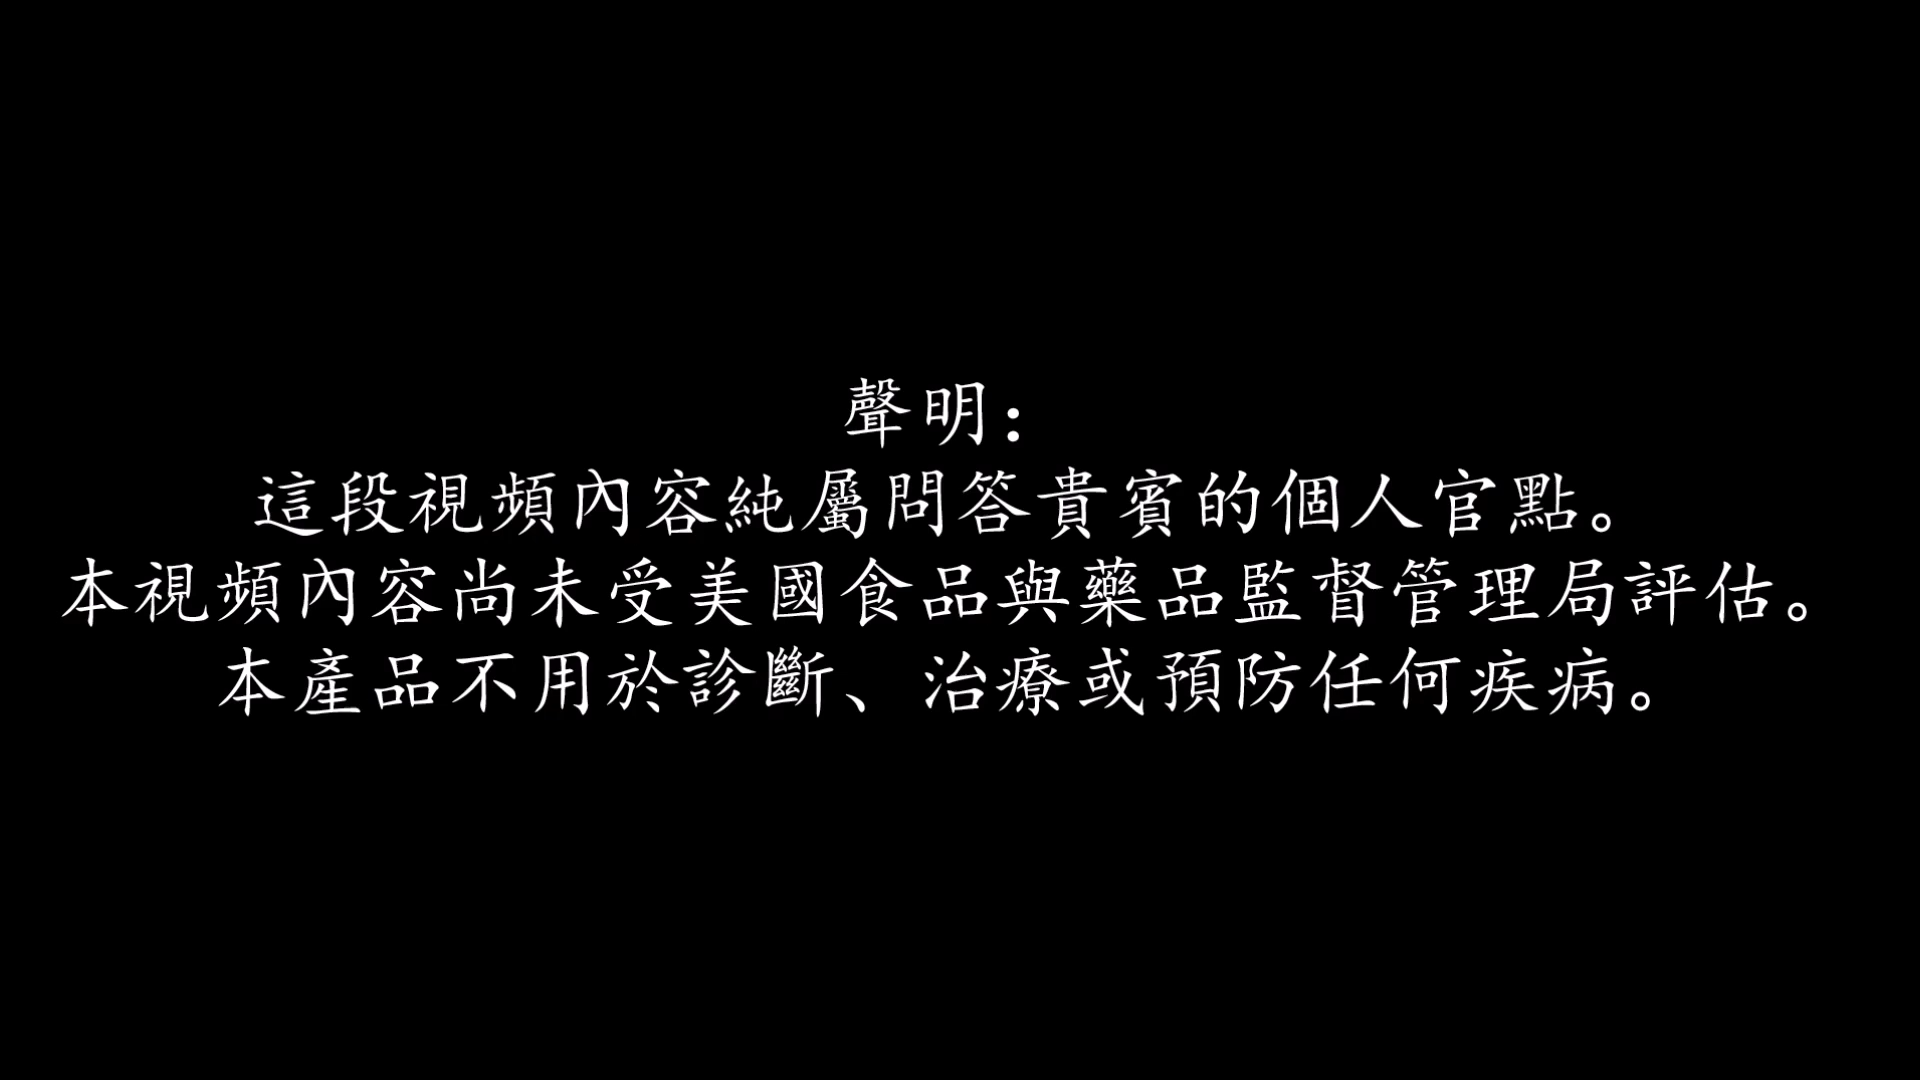 聲明:
這段視頻內容純屬問答貴賓的個人官點。
本視頻內容尚未受美國食品與藥品監督管理局評估。
本產品不用於診斷、治療或預防任何疾病。